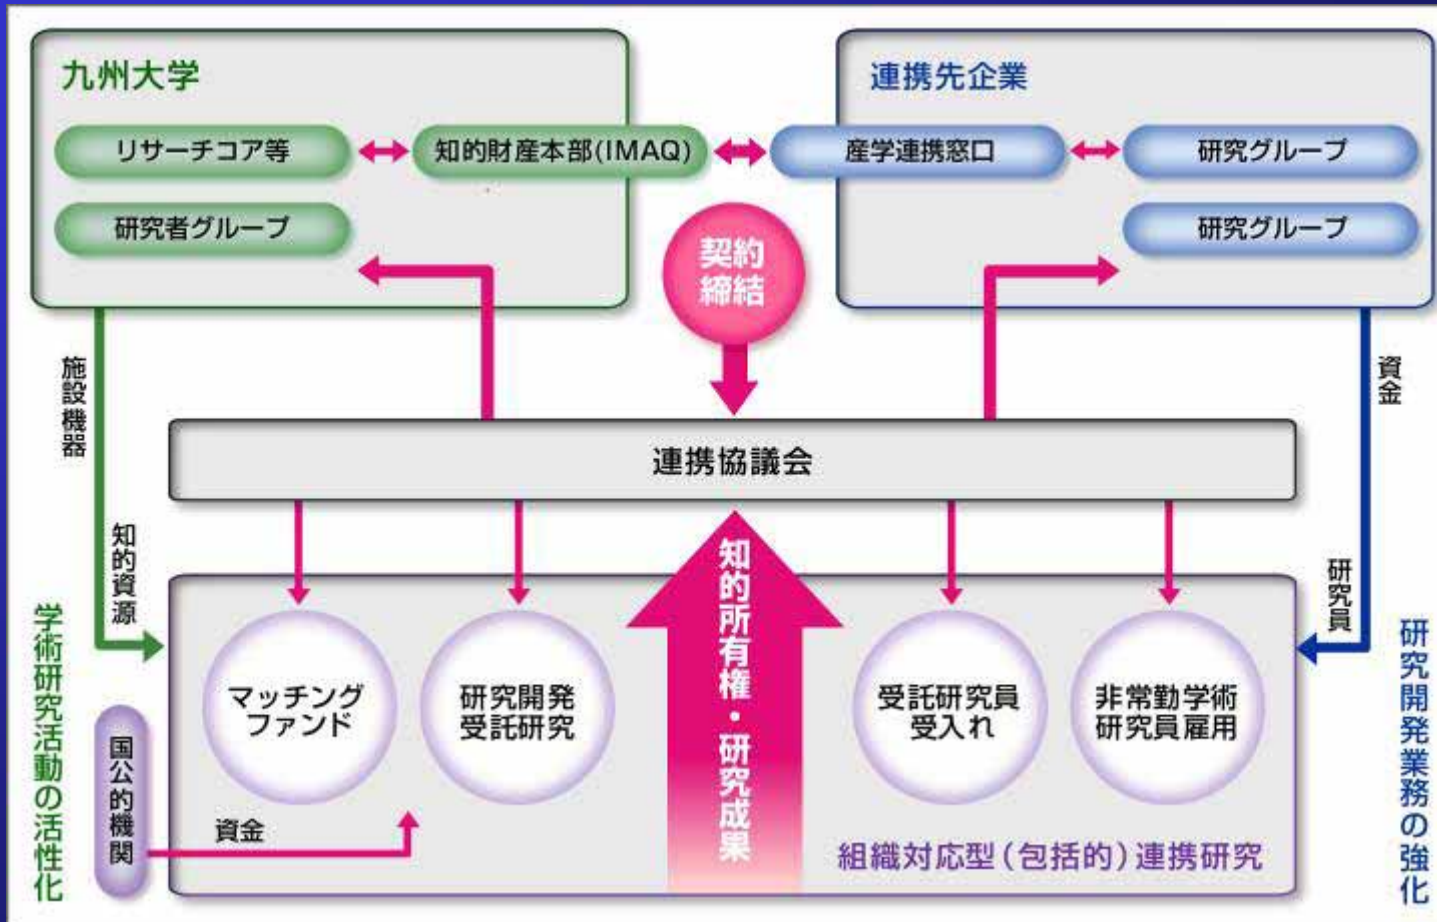 九州大学
連携先企業
リサーチコア等
知的財産本部(IMAQ)
産学連携窓口
研究グループ
研究者グループ
研究グループ
契約
締結
施設機器
資金
連携協議会
知的資源
研究員
知的所有権・研究成果
学術研究活動の活性化
研究開発業務の強化
マッチング
ファンド
研究開発
受託研究
受託研究員
受入れ
非常勤学術
研究員雇用
国公的機関
資金
組織対応型(包括的)連携研究